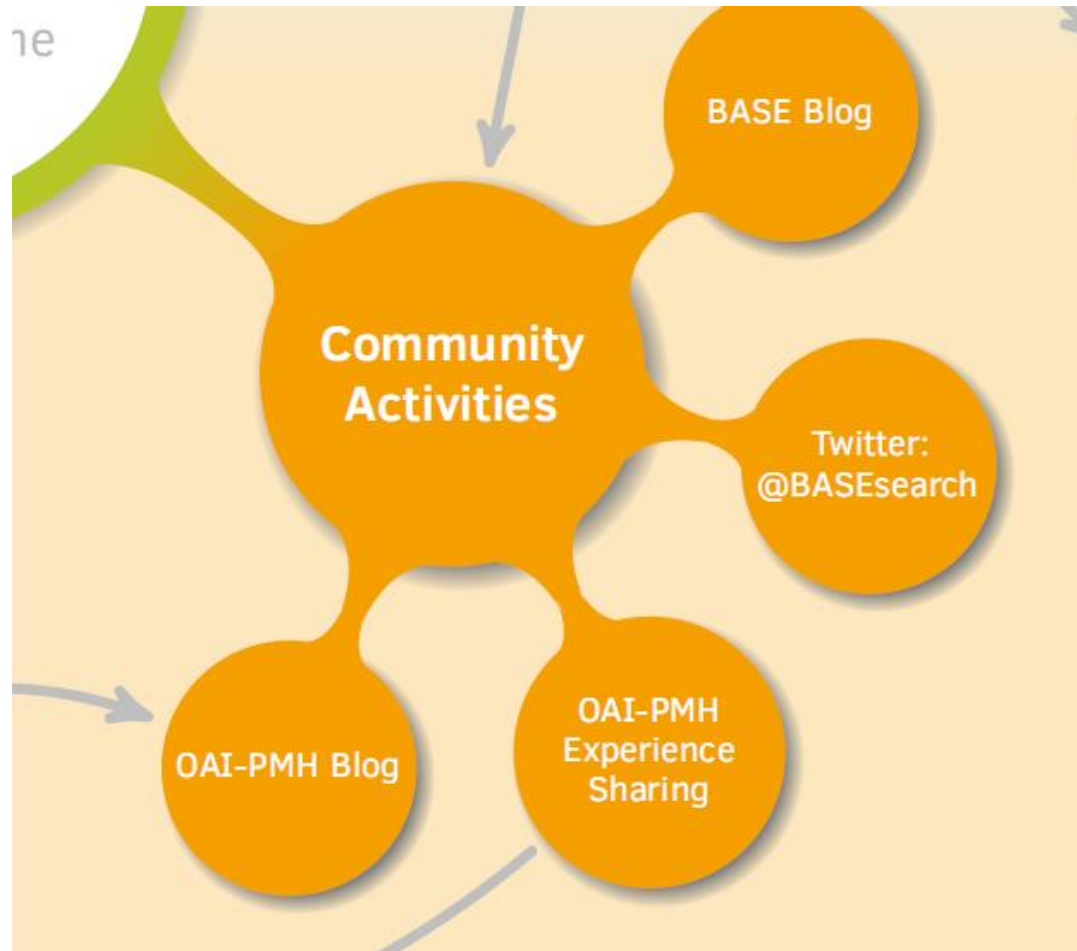 BASE Blog
Community
Activities
Twitter:
@BASEsearch
OAI-PMH
Experience
Sharing
OAI-PMH Blog